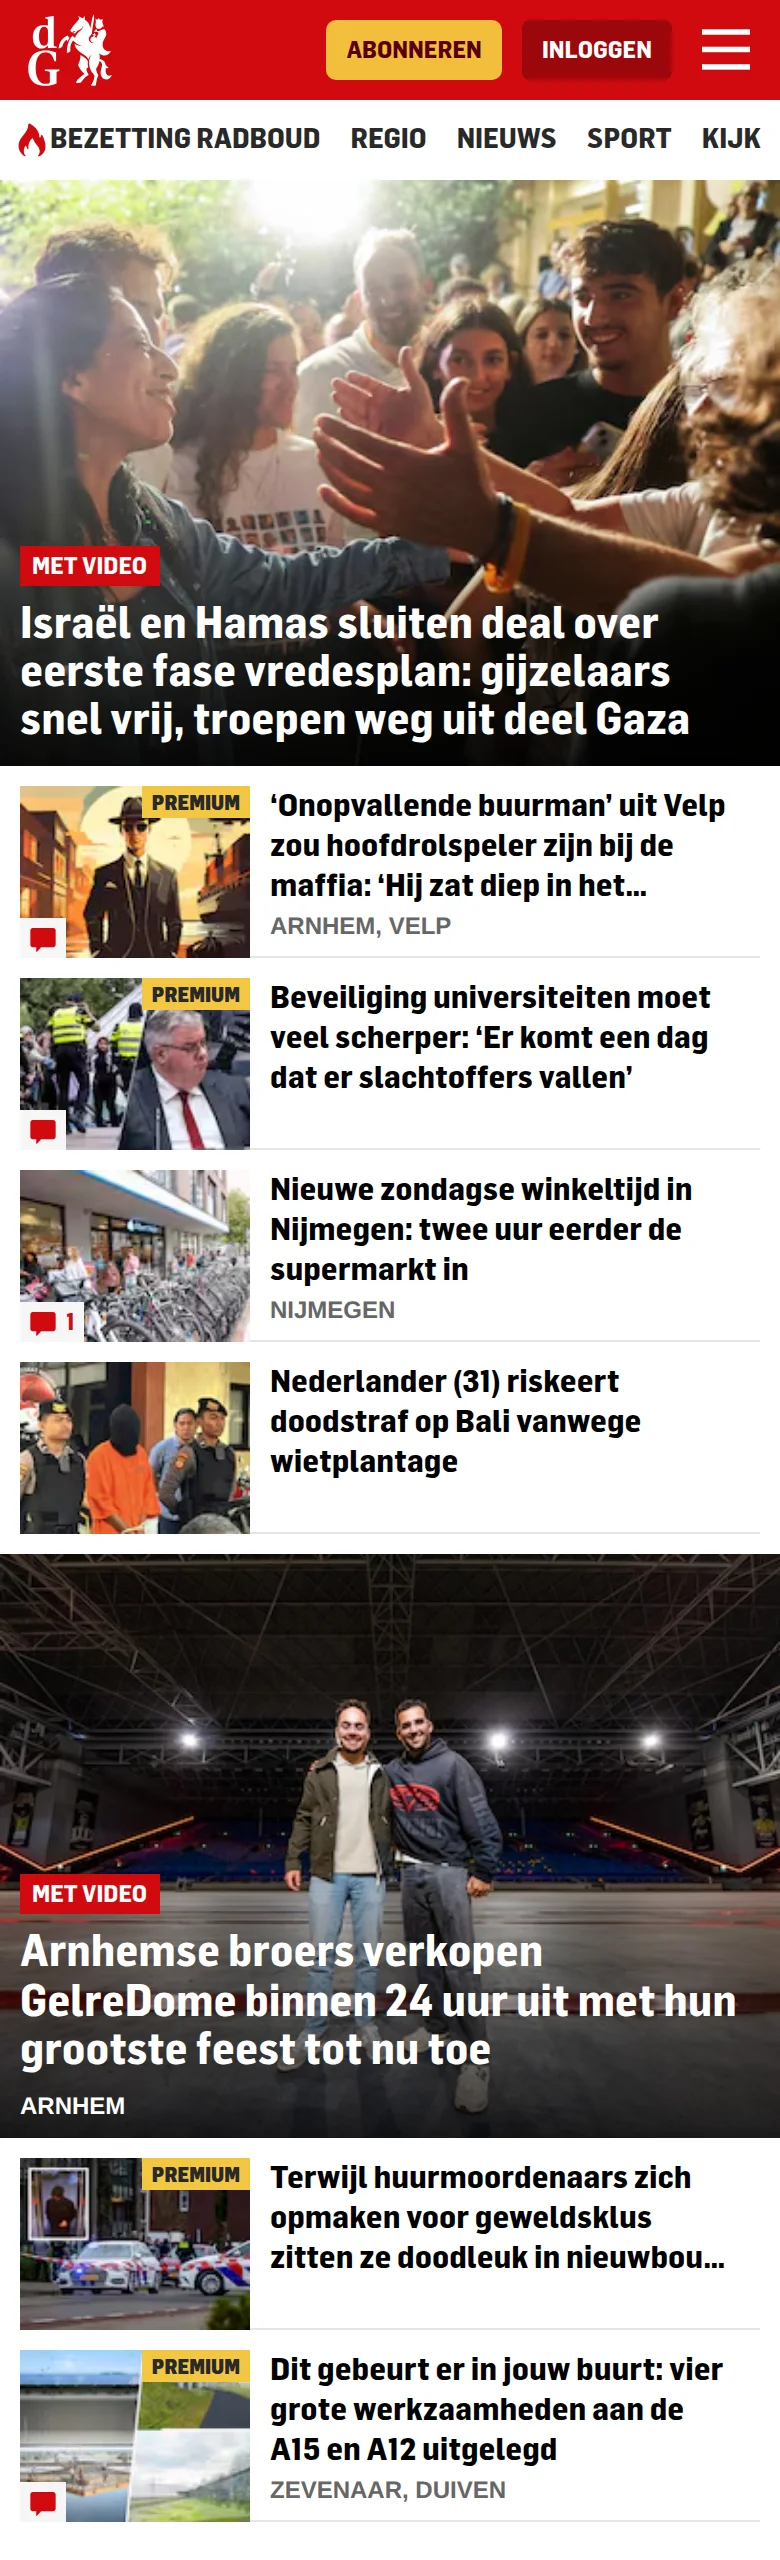 dG
ABONNEREN
INLOGGEN
BEZETTING RADBOUD
REGIO
NIEUWS
SPORT
KIJK
MET VIDEO
Israël en Hamas sluiten deal over
eerste fase vredesplan: gijzelaars
snel vrij, troepen weg uit deel Gaza
PREMIUM
‘Onopvallende buurman’ uit Velp
zou hoofdrolspeler zijn bij de
maffia: ‘Hij zat diep in het...
ARNHEM, VELP
PREMIUM
Beveiliging universiteiten moet
veel scherper: ‘Er komt een dag
dat er slachtoffers vallen’
Nieuwe zondagse winkeltijd in
Nijmegen: twee uur eerder de
supermarkt in
NIJMEGEN
1
Nederlander (31) riskeert
doodstraf op Bali vanwege
wietplantage
MET VIDEO
Arnhemse broers verkopen
GelreDome binnen 24 uur uit met hun
grootste feest tot nu toe
ARNHEM
PREMIUM
Terwijl huurmoordenaars zich
opmaken voor geweldsklus
zitten ze doodleuk in nieuwbou...
PREMIUM
Dit gebeurt er in jouw buurt: vier
grote werkzaamheden aan de
A15 en A12 uitgelegd
ZEVENAAR, DUIVEN